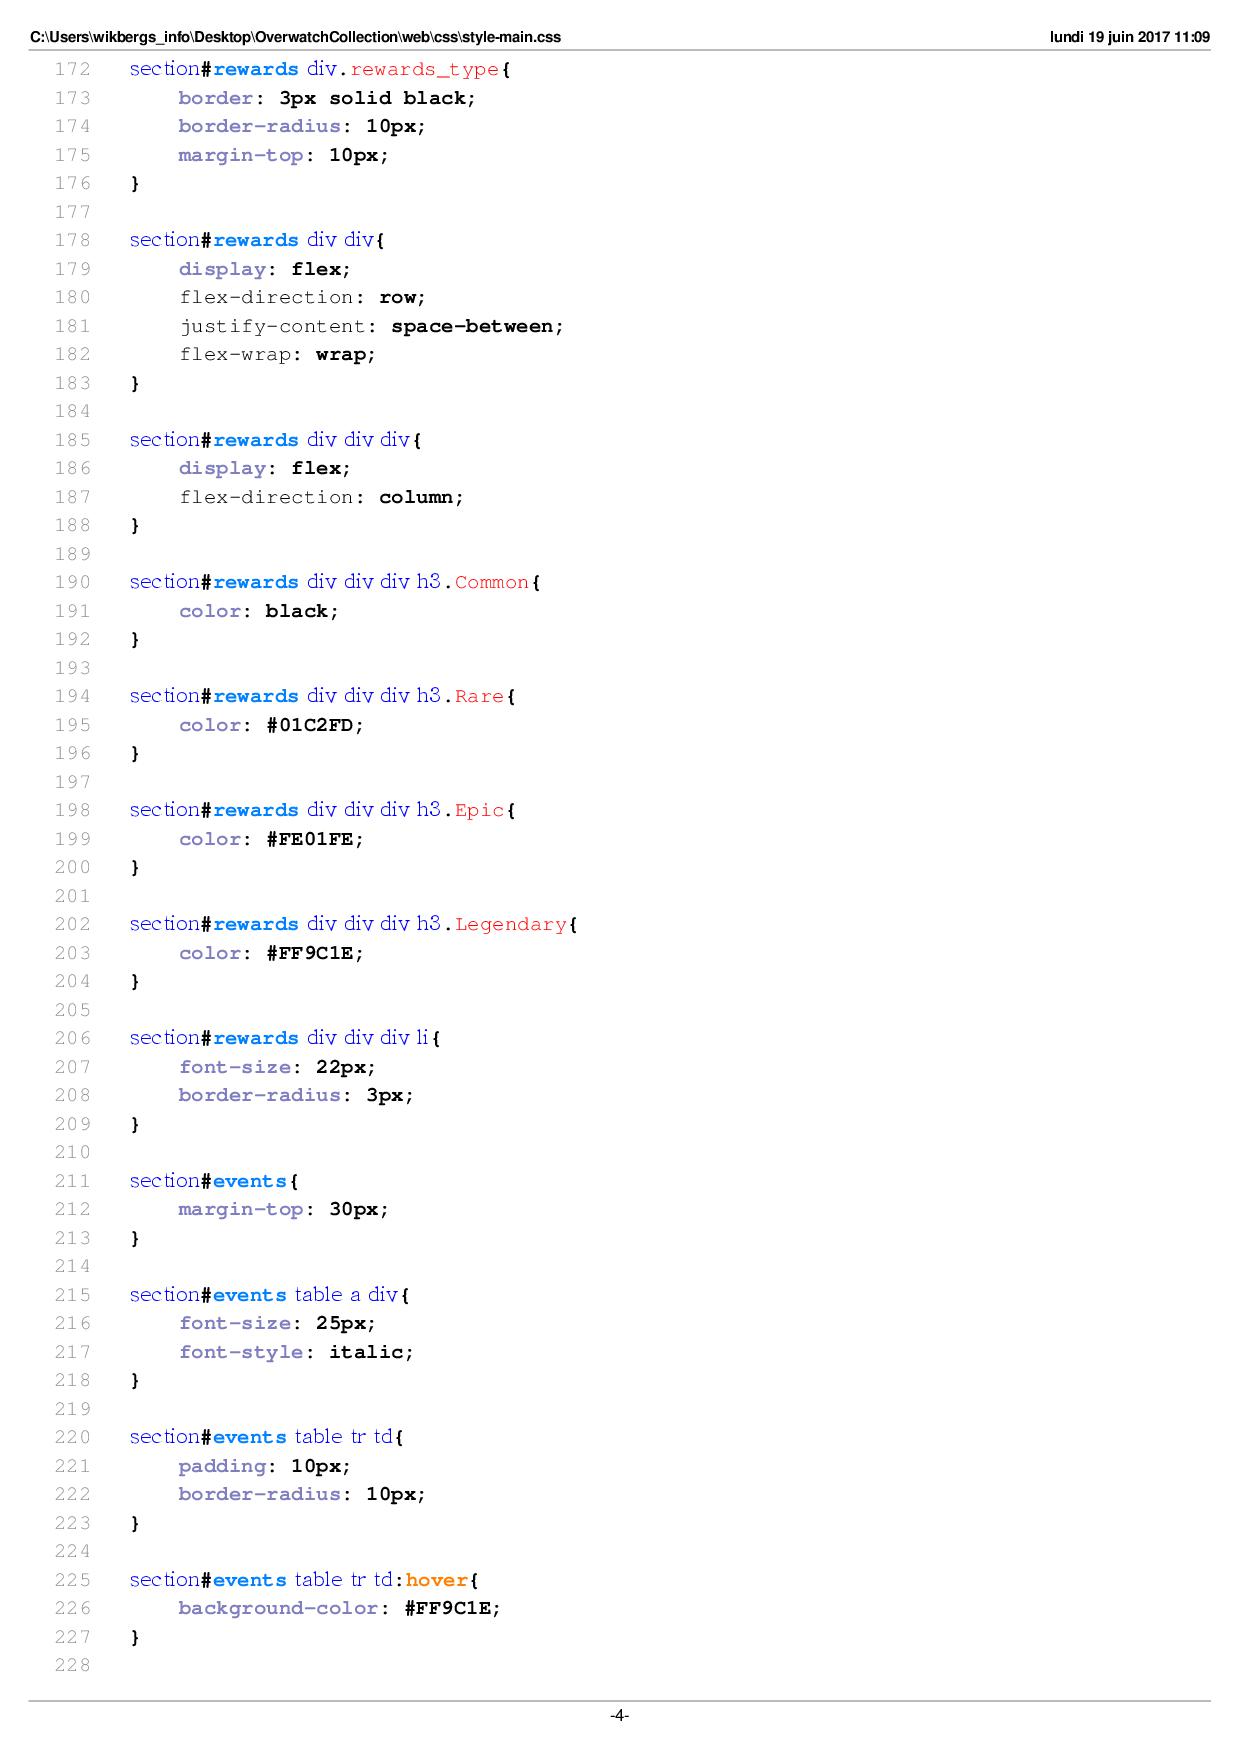 C:\Users\wikbergs_info\Desktop\OverwatchCollection\web\css\style-main.css lundi 19 juin 2017 11:09
172 section#rewards div.rewards_type{
173 border: 3px solid black;
174 border-radius: 10px;
175 margin-top: 10px;
176 }
177
178 section#rewards div div{
179 display: flex;
180 flex-direction: row;
181 justify-content: space-between;
182 flex-wrap: wrap;
183 }
184
185 section#rewards div div div{
186 display: flex;
187 flex-direction: column;
188 }
189
190 section#rewards div div div h3.Common{
191 color: black;
192 }
193
194 section#rewards div div div h3.Rare{
195 color: #01C2FD;
196 }
197
198 section#rewards div div div h3.Epic{
199 color: #FE01FE;
200 }
201
202 section#rewards div div div h3.Legendary{
203 color: #FF9C1E;
204 }
205
206 section#rewards div div div li{
207 font-size: 22px;
208 border-radius: 3px;
209 }
210
211 section#events{
212 margin-top: 30px;
213 }
214
215 section#events table a div{
216 font-size: 25px;
217 font-style: italic;
218 }
219
220 section#events table tr td{
221 padding: 10px;
222 border-radius: 10px;
223 }
224
225 section#events table tr td:hover{
226 background-color: #FF9C1E;
227 }
228
-4-